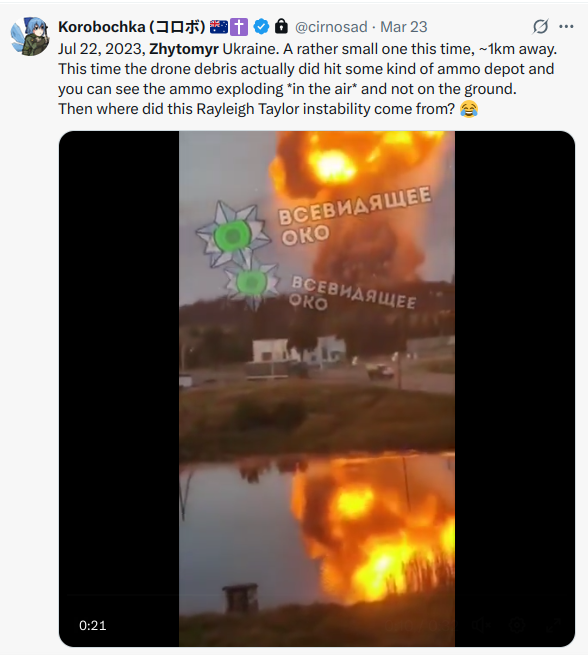 Korobochka (コロボ) 🇦🇺✝️ @cirnosad · Mar 23
Jul 22, 2023, Zhytomyr Ukraine. A rather small one this time, ~1km away.
This time the drone debris actually did hit some kind of ammo depot and
you can see the ammo exploding *in the air* and not on the ground.
Then where did this Rayleigh Taylor instability come from? 😂
ВСЕВИДЯЩЕЕ
ОКО
ВСЕВИДЯЩЕЕ
ОКО
0:21